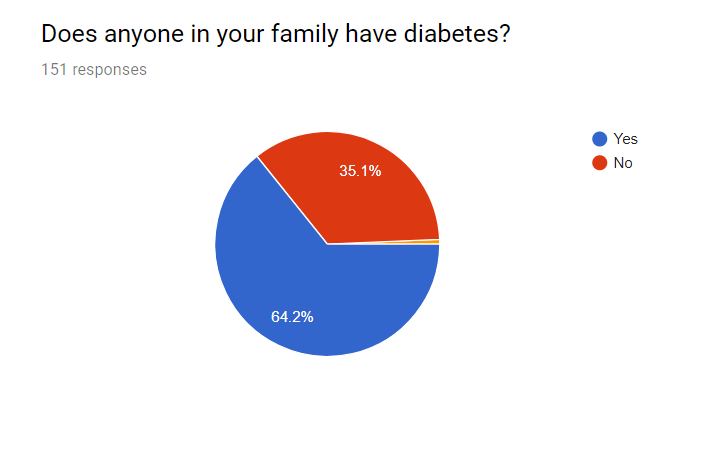 Does anyone in your family have diabetes?
151 responses
Yes
No
35.1%
64.2%